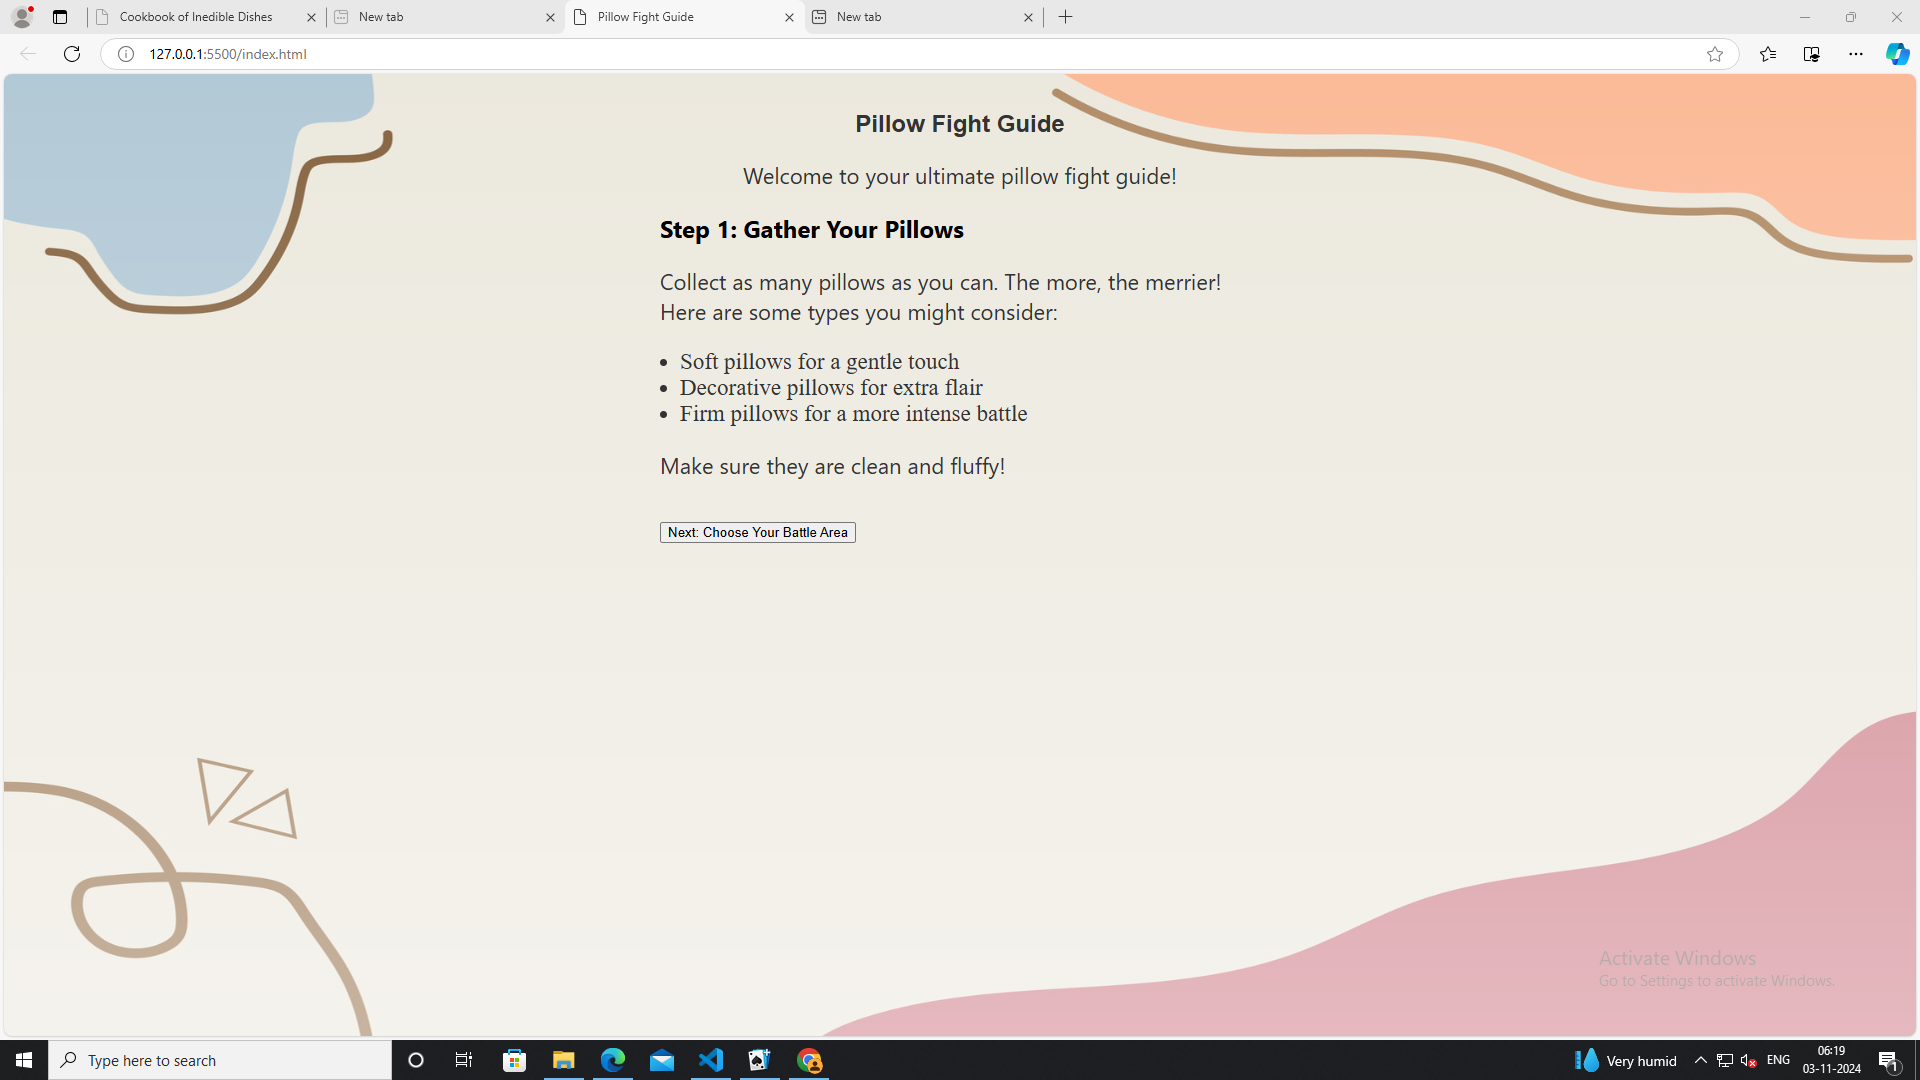 Cookbook of Inedible Dishes
New tab
Pillow Fight Guide
New tab
127.0.0.1:5500/index.html
Pillow Fight Guide
Welcome to your ultimate pillow fight guide!
Step 1: Gather Your Pillows
Collect as many pillows as you can. The more, the merrier!
Here are some types you might consider:
Soft pillows for a gentle touch
Decorative pillows for extra flair
Firm pillows for a more intense battle
Make sure they are clean and fluffy!
Next: Choose Your Battle Area
Activate Windows
Go to Settings to activate Windows.
Type here to search
Very humid
ENG
06:19
03-11-2024
1